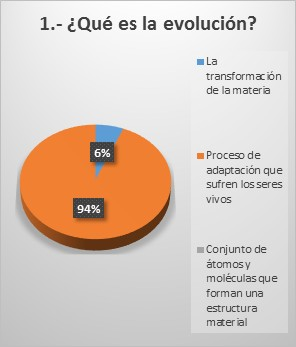 1.- ¿Qué es la evolución?
La
transformación
de la materia
6%
Proceso de
adaptación que
sufren los seres
vivos
94%
Conjunto de
átomos y
moléculas que
forman una
estructura
material